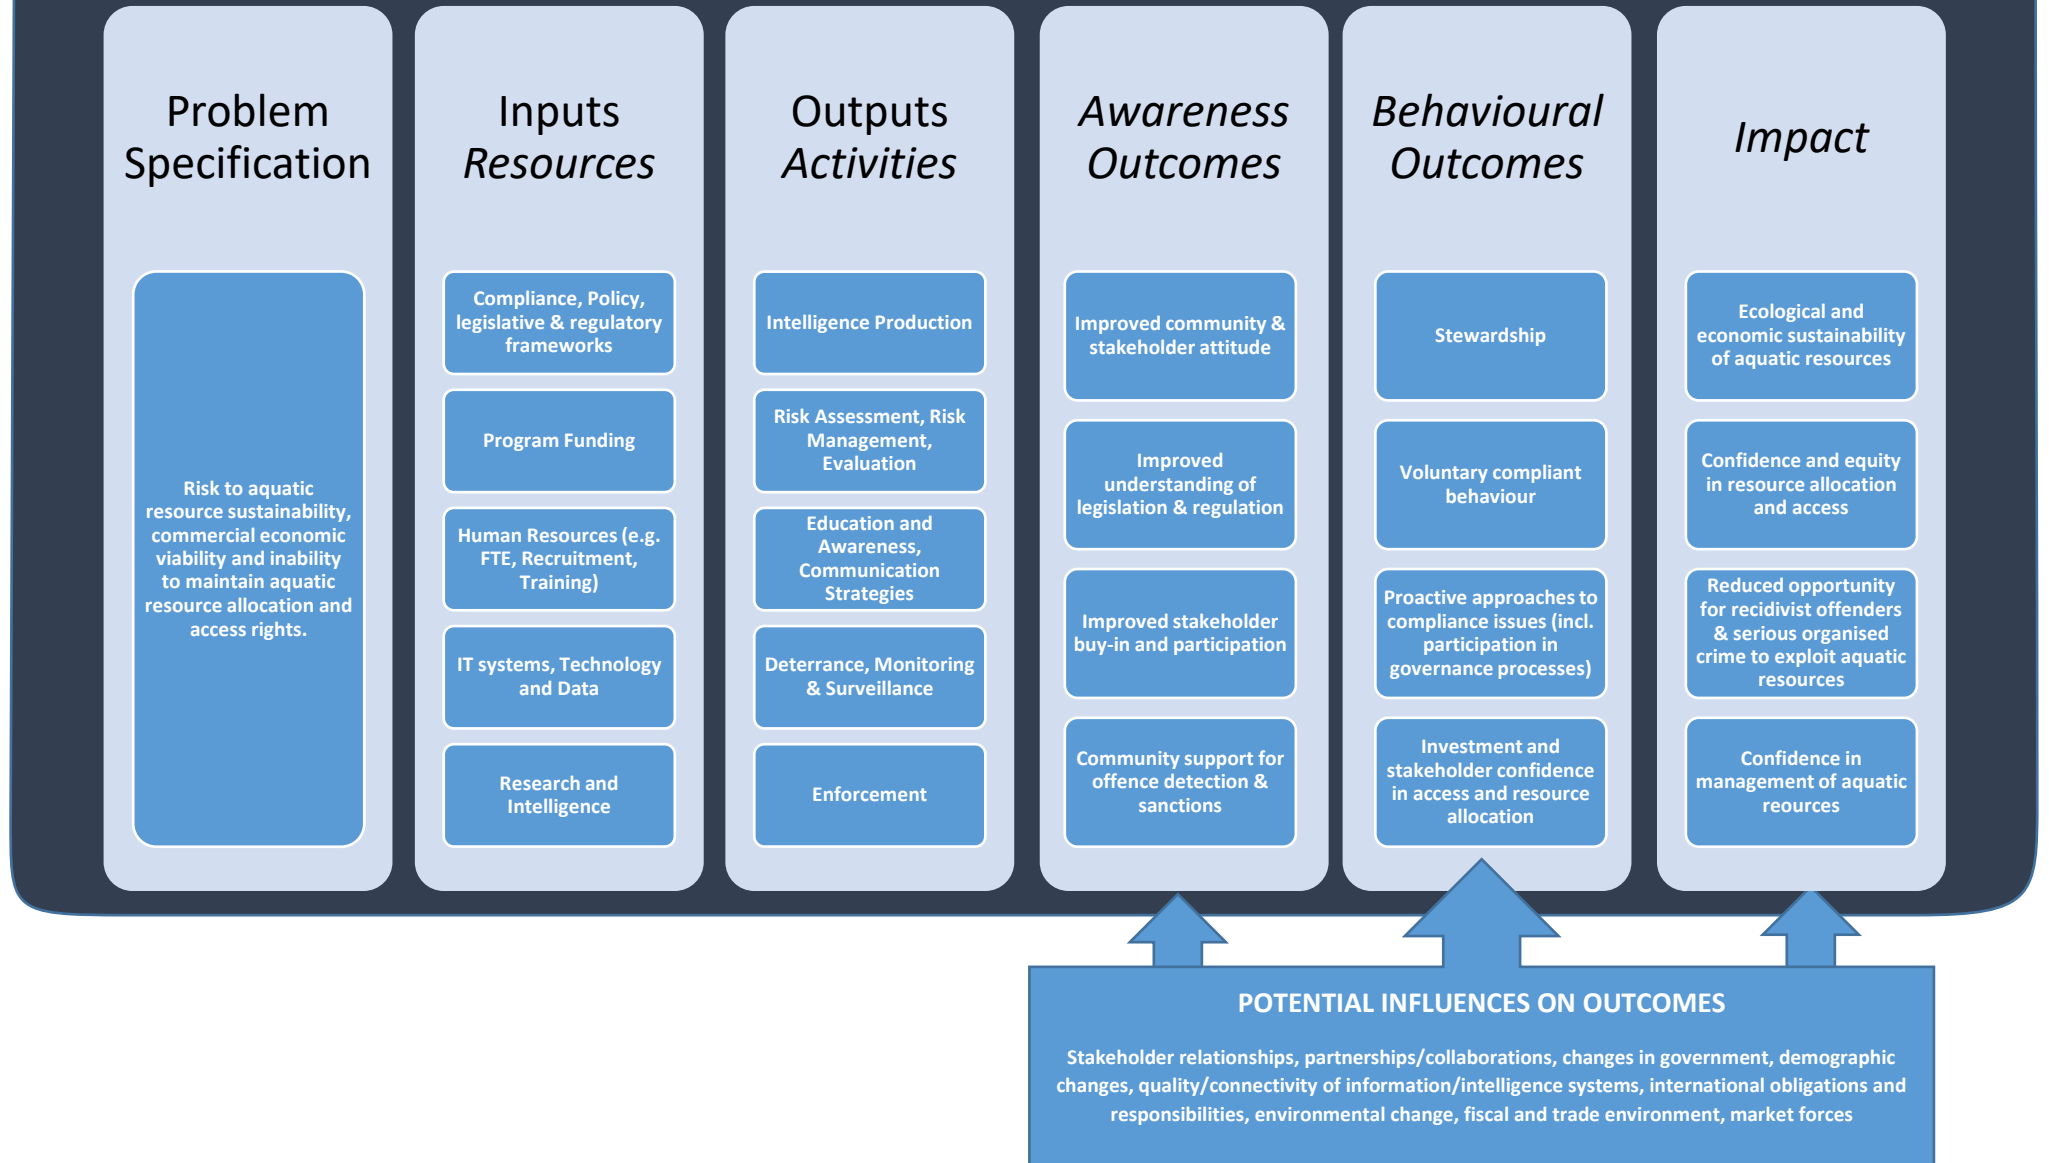 Problem
Specification
Risk to aquatic
resource sustainability,
commercial economic
viability and inability
to maintain aquatic
resource allocation and
access rights.
Inputs
Resources
Compliance, Policy,
legislative & regulatory
frameworks
Program Funding
Human Resources (e.g.
FTE, Recruitment,
Training)
IT systems, Technology
and Data
Research and
Intelligence
Outputs
Activities
Intelligence Production
Risk Assessment, Risk
Management,
Evaluation
Education and
Awareness,
Communication
Strategies
Deterrance, Monitoring
& Surveillance
Enforcement
Awareness
Outcomes
Improved community &
stakeholder attitude
Improved
understanding of
legislation & regulation
Improved stakeholder
buy-in and participation
Community support for
offence detection &
sanctions
Behavioural
Outcomes
Stewardship
Voluntary compliant
behaviour
Proactive approaches to
compliance issues (incl.
participation in
governance processes)
Investment and
stakeholder confidence
in access and resource
allocation
Impact
Ecological and
economic sustainability
of aquatic resources
Confidence and equity
in resource allocation
and access
Reduced opportunity
for recidivist offenders
& serious organised
crime to exploit aquatic
resources
Confidence in
management of aquatic
reources
POTENTIAL INFLUENCES ON OUTCOMES
Stakeholder relationships, partnerships/collaborations, changes in government, demographic
changes, quality/connectivity of information/intelligence systems, international obligations and
responsibilities, environmental change, fiscal and trade environment, market forces